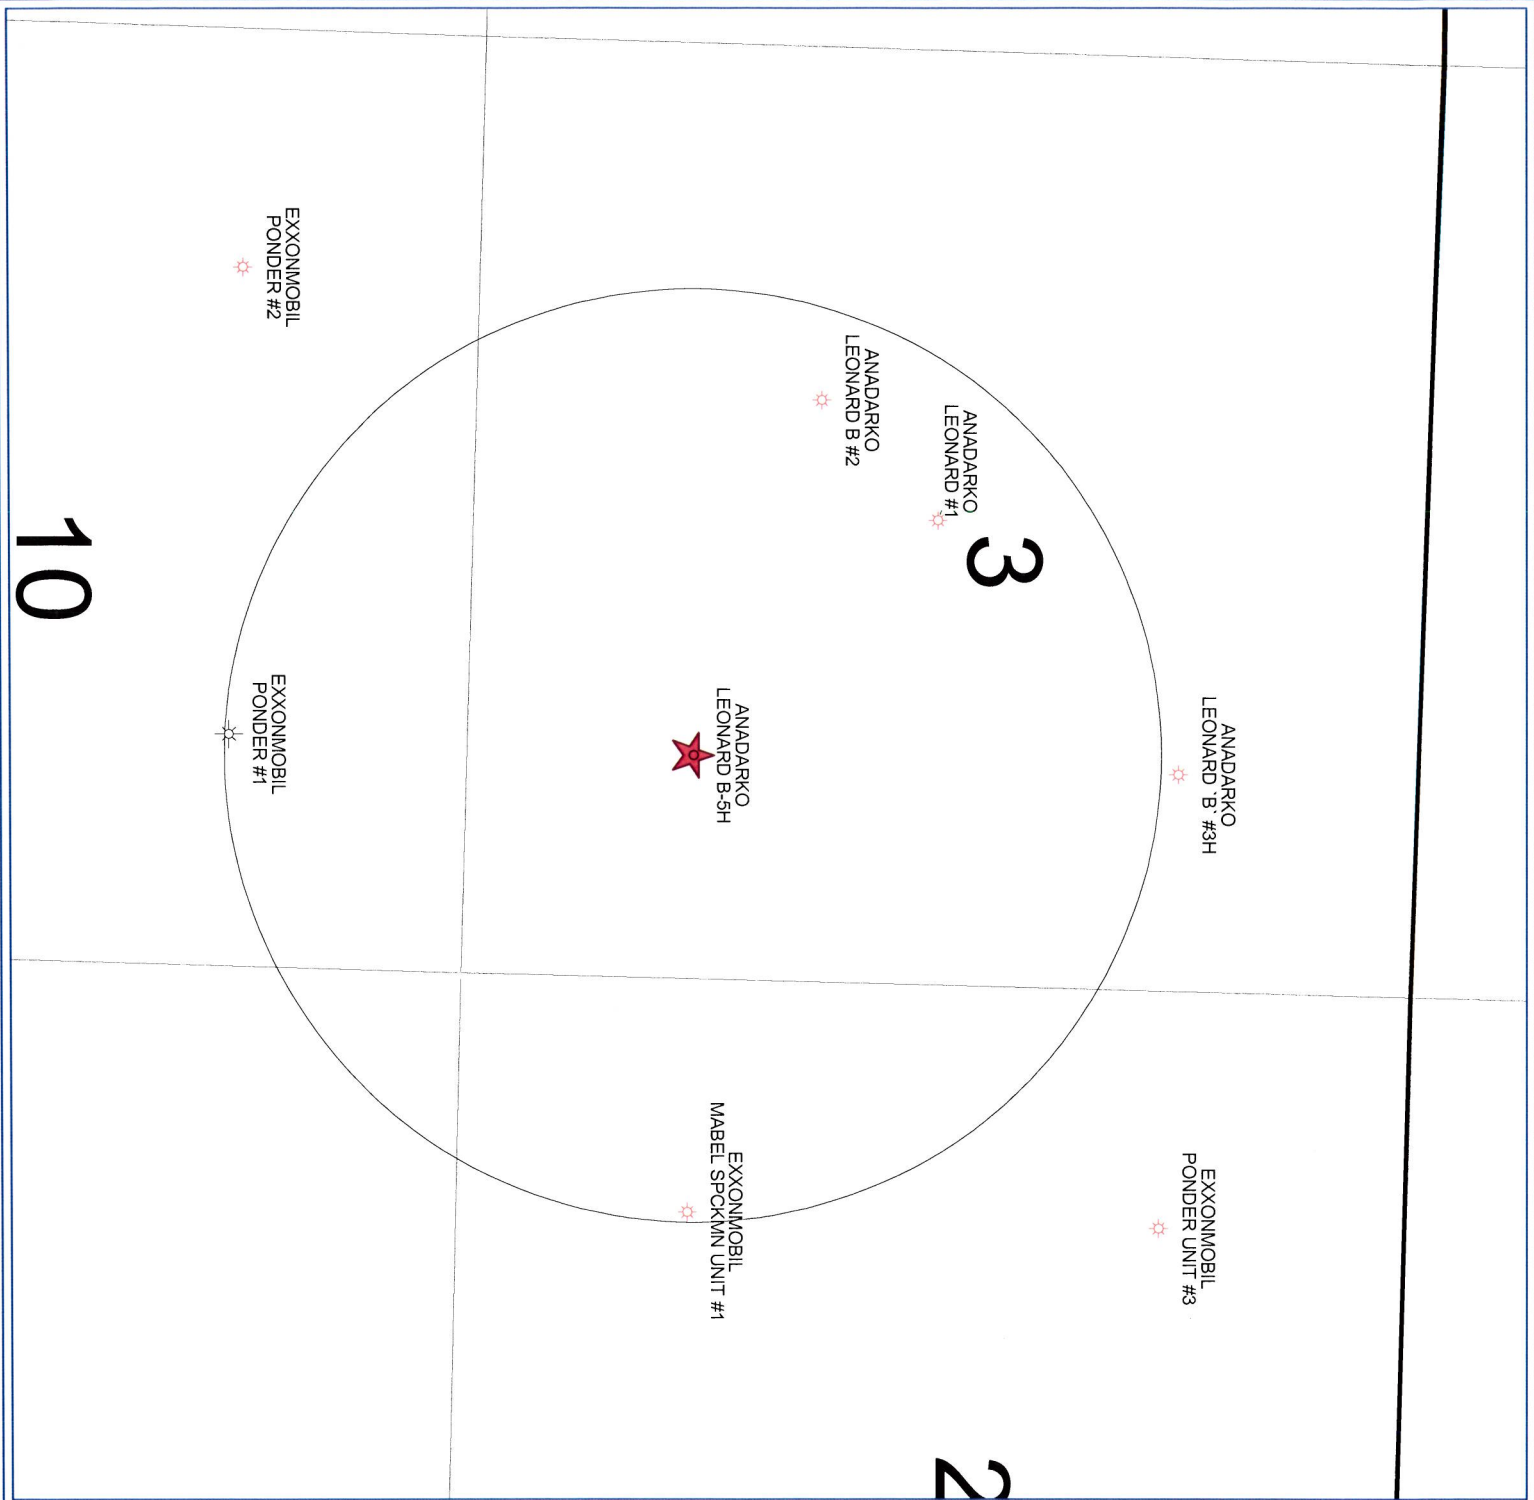 ANADARKO
LEONARD `B` #3H
EXXONMOBIL
PONDER UNIT #3
3
ANADARKO
LEONARD #1
2
ANADARKO
LEONARD B #2
ANADARKO
LEONARD B-5H
EXXONMOBIL
MABEL SPCKMN UNIT #1
EXXONMOBIL
PONDER #2
EXXONMOBIL
PONDER #1
10